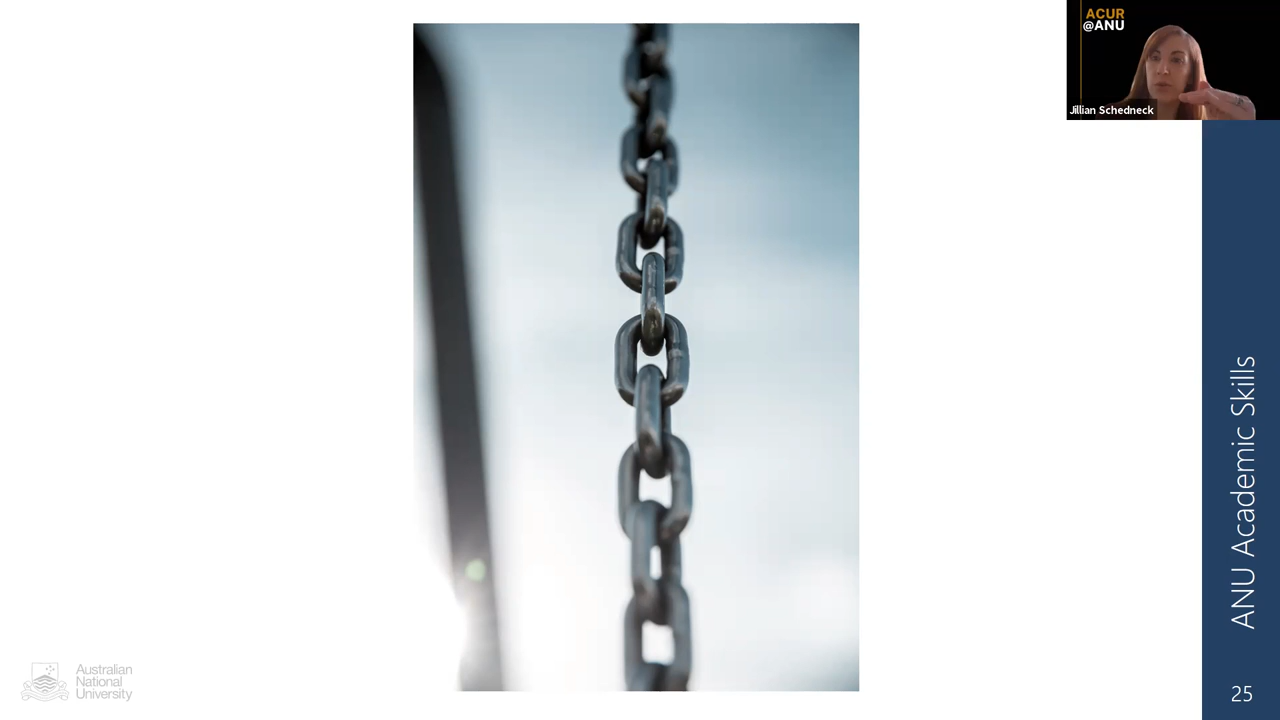 ACUR
@ANU
Jillian Schedneck
ANU Academic Skills
Australian
National
University
25